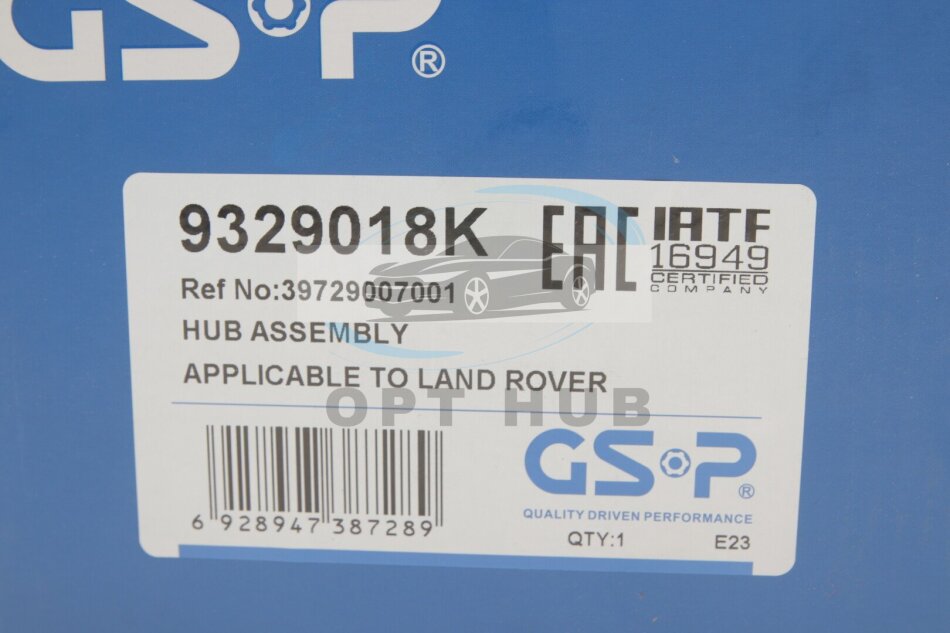 GSP®
9329018K
EAC
IATF
16949
CERTIFIED
COMPANY
Ref No:39729007001
HUB ASSEMBLY
APPLICABLE TO LAND ROVER
OPT HUB
6 928947 387289
GSP®
QUALITY DRIVEN PERFORMANCE
QTY:1 E23